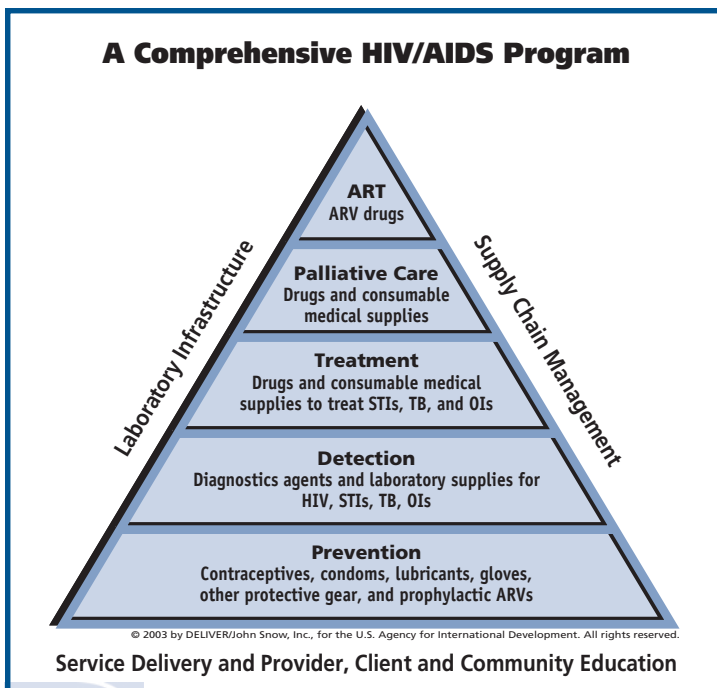 A Comprehensive HIV/AIDS Program
ART
ARV drugs
Palliative Care
Drugs and consumable
medical supplies
Treatment
Drugs and consumable medical
supplies to treat STIs, TB, and OIs
Detection
Diagnostics agents and laboratory supplies for
HIV, STIs, TB, OIs
Prevention
Contraceptives, condoms, lubricants, gloves,
other protective gear, and prophylactic ARVs
Laboratory Infrastructure
Supply Chain Management
© 2003 by DELIVER/John Snow, Inc., for the U.S. Agency for International Development. All rights reserved.
Service Delivery and Provider, Client and Community Education